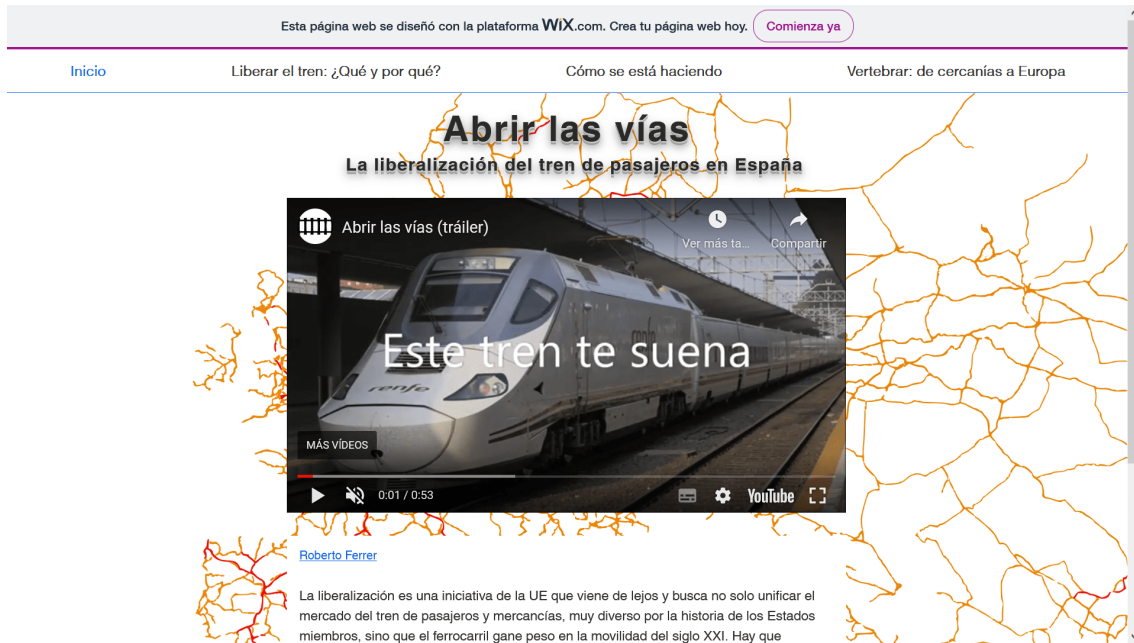 Esta página web se diseñó con la plataforma WiX.com. Crea tu página web hoy. Comienza ya
Inicio Liberar el tren: ¿Qué y por qué? Cómo se está haciendo Vertebrar: de cercanías a Europa
Abrir las vías
La liberalización del tren de pasajeros en España
Abrir las vías (tráiler)
Ver más ta... Compartir
renfe
Este tren te suena
renfe
MÁS VÍDEOS
0:01 / 0:53 YouTube
Roberto Ferrer
La liberalización es una iniciativa de la UE que viene de lejos y busca no solo unificar el
mercado del tren de pasajeros y mercancías, muy diverso por la historia de los Estados
miembros, sino que el ferrocarril gane peso en la movilidad del siglo XXI. Hay que